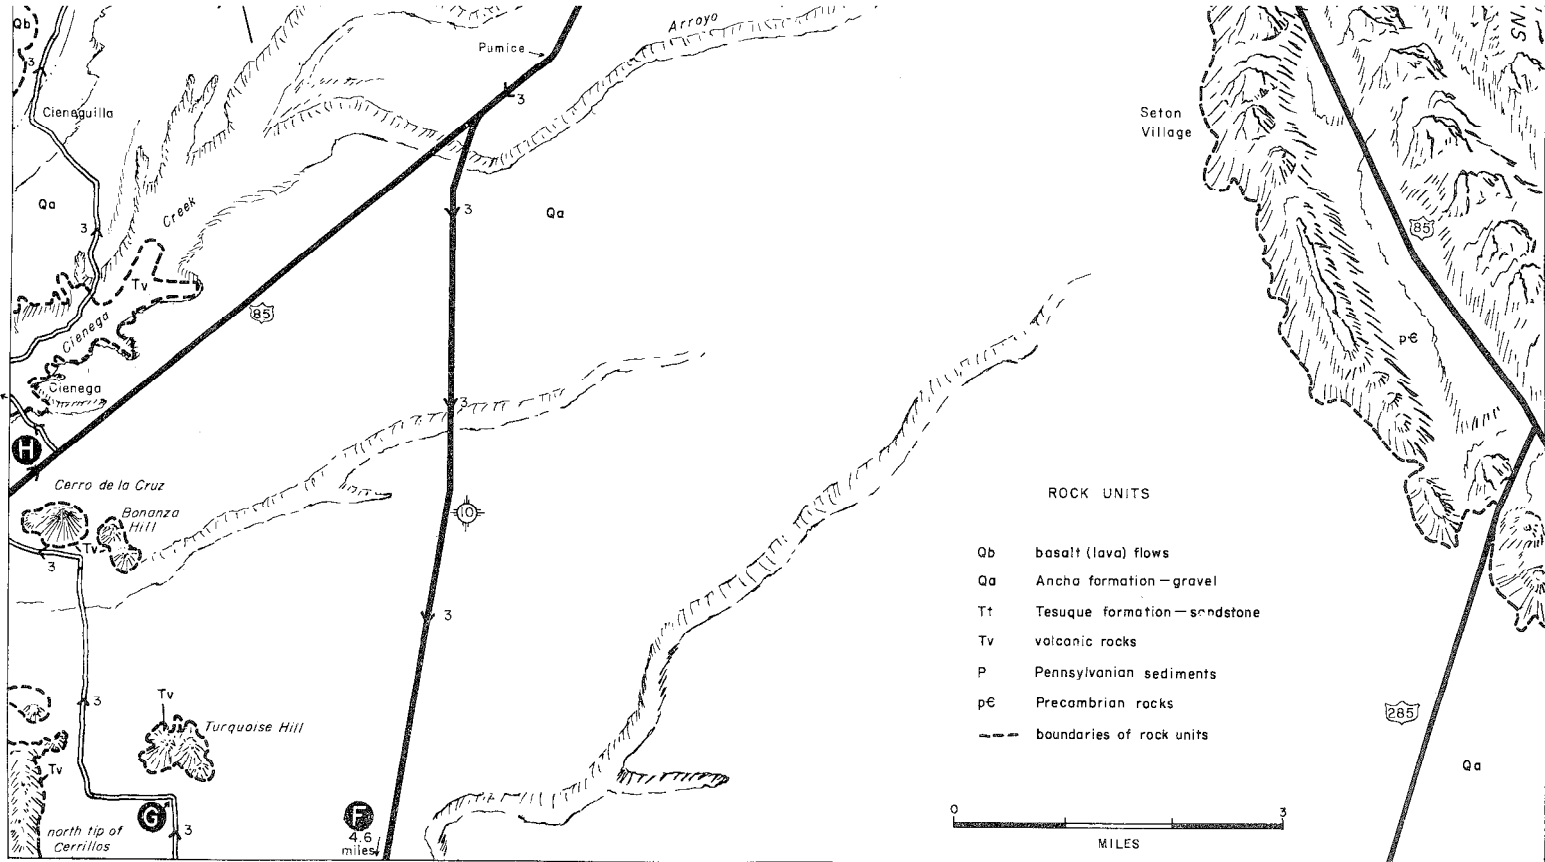 Qb
3
Cieneguilla
Qa
3
Creek
Tv
Cienega
Cienega
85
H
Cerro de la Cruz
Bonanza
Hill
Tv
3
3
Tv
Turquoise Hill
Tv
G
3
north tip of
Cerrillos
Arroyo
Pumice
3
3
Qa
3
10
3
F
4.6
miles
Seton
Village
NS
85
p€
285
Qa
ROCK UNITS
Qb basalt (lava) flows
Qa Ancha formation — gravel
Tt Tesuque formation — sandstone
Tv volcanic rocks
P Pennsylvanian sediments
p€ Precambrian rocks
boundaries of rock units
0 3
MILES